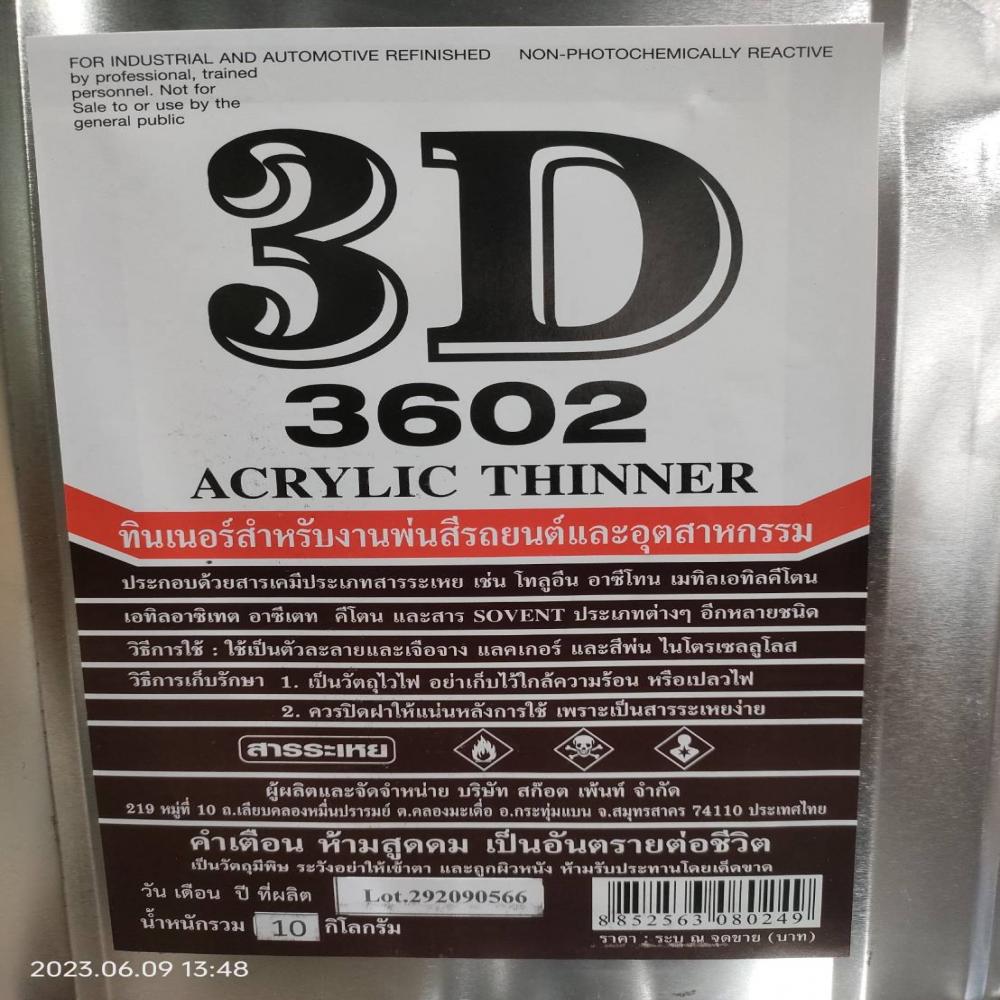 FOR INDUSTRIAL AND AUTOMOTIVE REFINISHED NON-PHOTOCHEMICALLY REACTIVE
by professional, trained
personnel. Not for
Sale to or use by the
general public
3D
3602
ACRYLIC THINNER
ทินเนอร์สำหรับงานพ่นสีรถยนต์และอุตสาหกรรม
ประกอบด้วยสารเคมีประเภทสารระเหย เช่น โทลูอีน อาซีโทน เมทิลเอทิลคีโตน
เอทิลอาซิเทต อาซีเตท คีโตน และสาร SOVENT ประเภทต่างๆ อีกหลายชนิด
วิธีการใช้ : ใช้เป็นตัวละลายและเจือจาง แลคเกอร์ และสีพ่น ไนโตรเซลลูโลส
วิธีการเก็บรักษา 1. เป็นวัตถุไวไฟ อย่าเก็บไว้ใกล้ความร้อน หรือเปลวไฟ
2. ควรปิดฝาให้แน่นหลังการใช้ เพราะเป็นสารระเหยง่าย
สารระเหย
ผู้ผลิตและจัดจำหน่าย บริษัท สก๊อต เพ้นท์ จำกัด
219 หมู่ที่ 10 ถ.เลียบคลองหมื่นปรารมย์ ต.คลองมะเดื่อ อ.กระทุ่มแบน จ.สมุทรสาคร 74110 ประเทศไทย
คำเตือน ห้ามสูดดม เป็นอันตรายต่อชีวิต
เป็นวัตถุมีพิษ ระวังอย่าให้เข้าตา และถูกผิวหนัง ห้ามรับประทานโดยเด็ดขาด
วัน เดือน ปี ที่ผลิต Lot.292090566
8 852563 080249
น้ำหนักรวม 10 กิโลกรัม
ราคา : ระบุ ณ จุดขาย (บาท)
2023.06.09 13:48